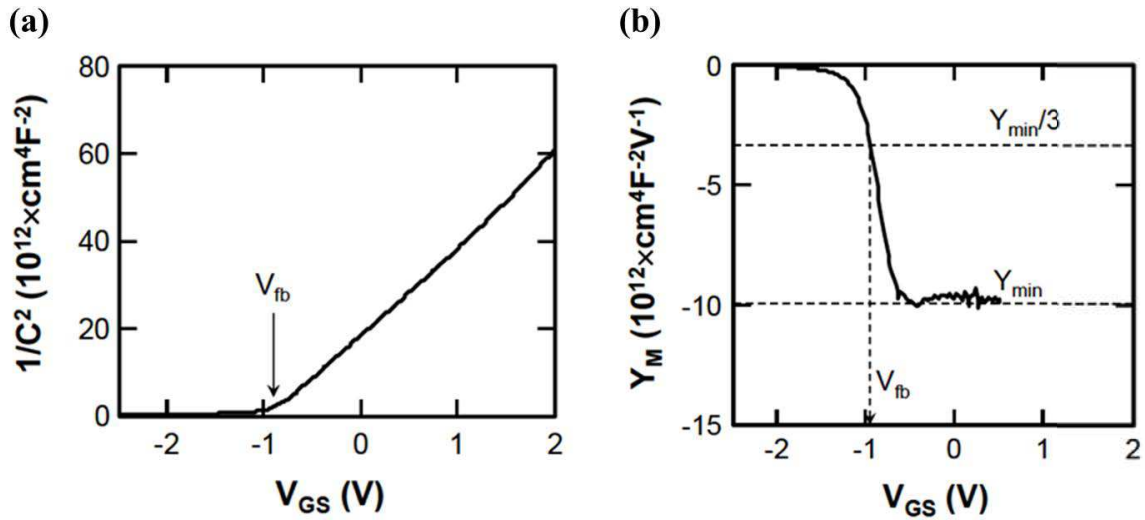 (a)
80
60
40
20
0
-2
-1
0
1
2
1/C² (10¹²×cm⁴F⁻²)
V_GS (V)
V_fb
(b)
0
-5
-10
-15
-2
-1
0
1
2
Y_M (10¹²×cm⁴F⁻²V⁻¹)
V_GS (V)
Y_min/3
Y_min
V_fb